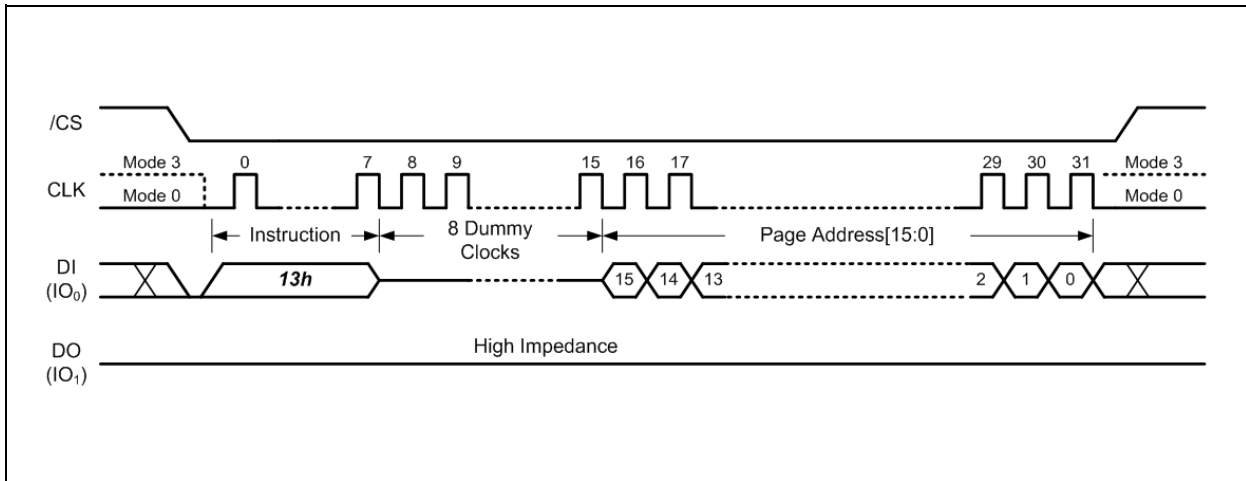 /CS
Mode 3 0 7 8 9 15 16 17 29 30 31 Mode 3
CLK
Mode 0 Mode 0
Instruction 8 Dummy Clocks Page Address[15:0]
DI
(IO₀)
13h 15 14 13 2 1 0
DO
(IO₁)
High Impedance